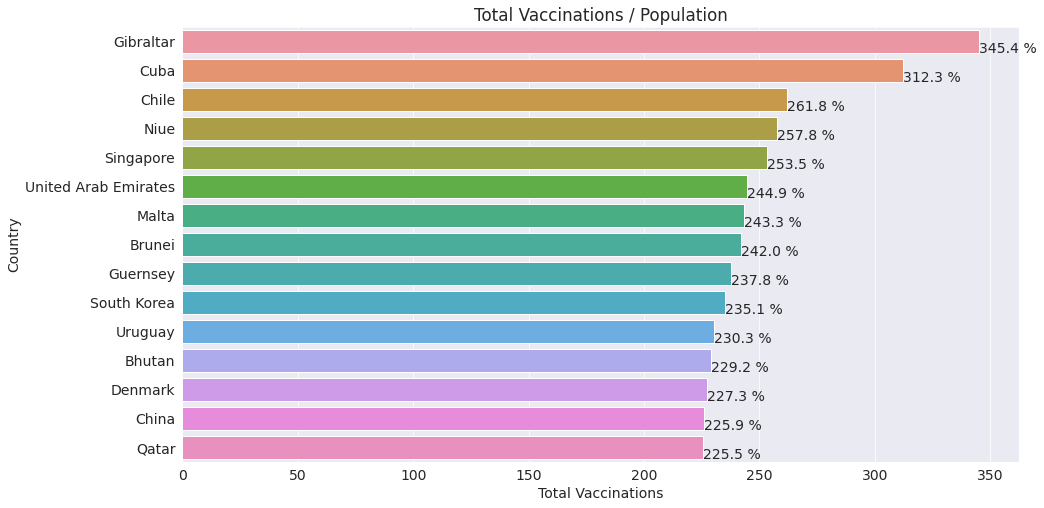 Total Vaccinations / Population
Country
Gibraltar 345.4 %
Cuba 312.3 %
Chile 261.8 %
Niue 257.8 %
Singapore 253.5 %
United Arab Emirates 244.9 %
Malta 243.3 %
Brunei 242.0 %
Guernsey 237.8 %
South Korea 235.1 %
Uruguay 230.3 %
Bhutan 229.2 %
Denmark 227.3 %
China 225.9 %
Qatar 225.5 %
0 50 100 150 200 250 300 350
Total Vaccinations